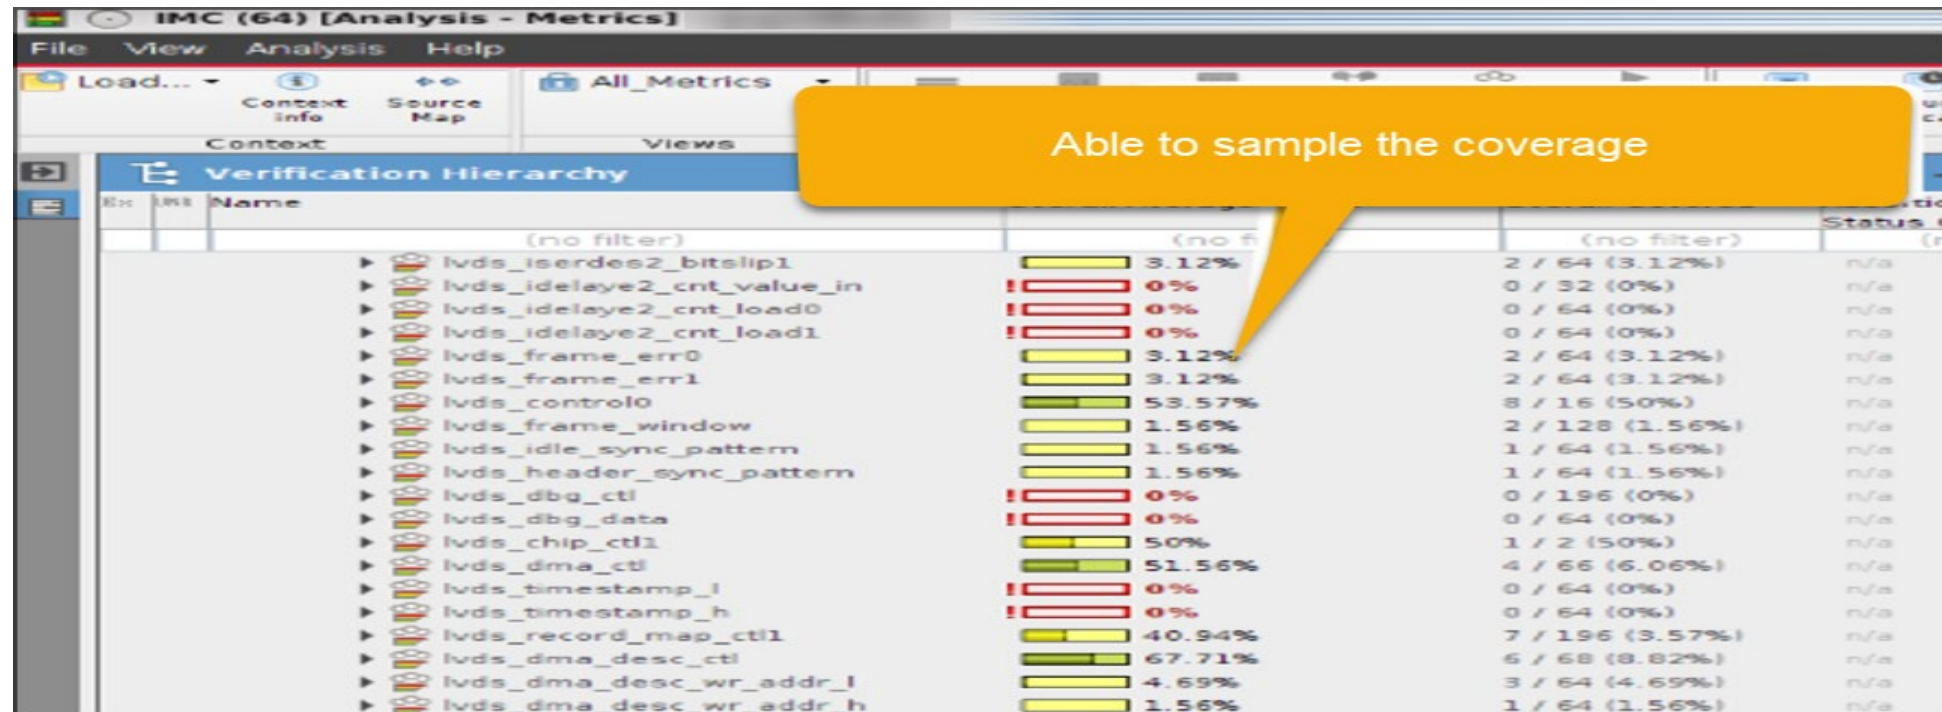 IMC (64) [Analysis - Metrics]
File View Analysis Help
Load... Context info Source Map All_Metrics
Context Views
Able to sample the coverage
Verification Hierarchy
Ex UNR Name
Status
(no filter) (no f (no filter)
lvds_iserdes2_bitslip1 3.12% 2 / 64 (3.12%) n/a
lvds_idelaye2_cnt_value_in ! 0% 0 / 32 (0%) n/a
lvds_idelaye2_cnt_load0 ! 0% 0 / 64 (0%) n/a
lvds_idelaye2_cnt_load1 ! 0% 0 / 64 (0%) n/a
lvds_frame_err0 3.12% 2 / 64 (3.12%) n/a
lvds_frame_err1 3.12% 2 / 64 (3.12%) n/a
lvds_control0 53.57% 8 / 16 (50%) n/a
lvds_frame_window 1.56% 2 / 128 (1.56%) n/a
lvds_idle_sync_pattern 1.56% 1 / 64 (1.56%) n/a
lvds_header_sync_pattern 1.56% 1 / 64 (1.56%) n/a
lvds_dbg_ctl ! 0% 0 / 196 (0%) n/a
lvds_dbg_data ! 0% 0 / 64 (0%) n/a
lvds_chip_ctl1 50% 1 / 2 (50%) n/a
lvds_dma_ctl 51.56% 4 / 66 (6.06%) n/a
lvds_timestamp_l ! 0% 0 / 64 (0%) n/a
lvds_timestamp_h ! 0% 0 / 64 (0%) n/a
lvds_record_map_ctl1 40.94% 7 / 196 (3.57%) n/a
lvds_dma_desc_ctl 67.71% 6 / 68 (8.82%) n/a
lvds_dma_desc_wr_addr_l 4.69% 3 / 64 (4.69%) n/a
lvds_dma_desc_wr_addr_h 1.56% 1 / 64 (1.56%) n/a